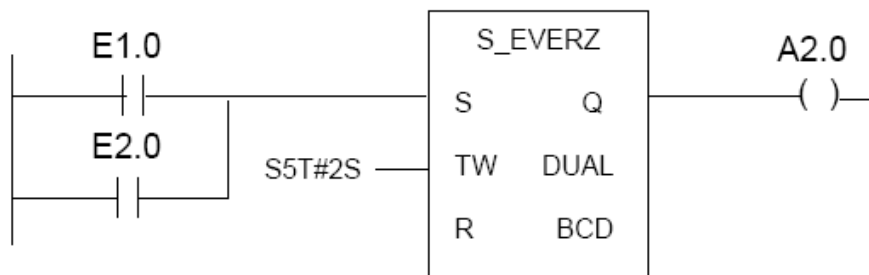 E1.0
S_EVERZ
A2.0
S Q
( )
E2.0
S5T#2S
TW DUAL
R BCD